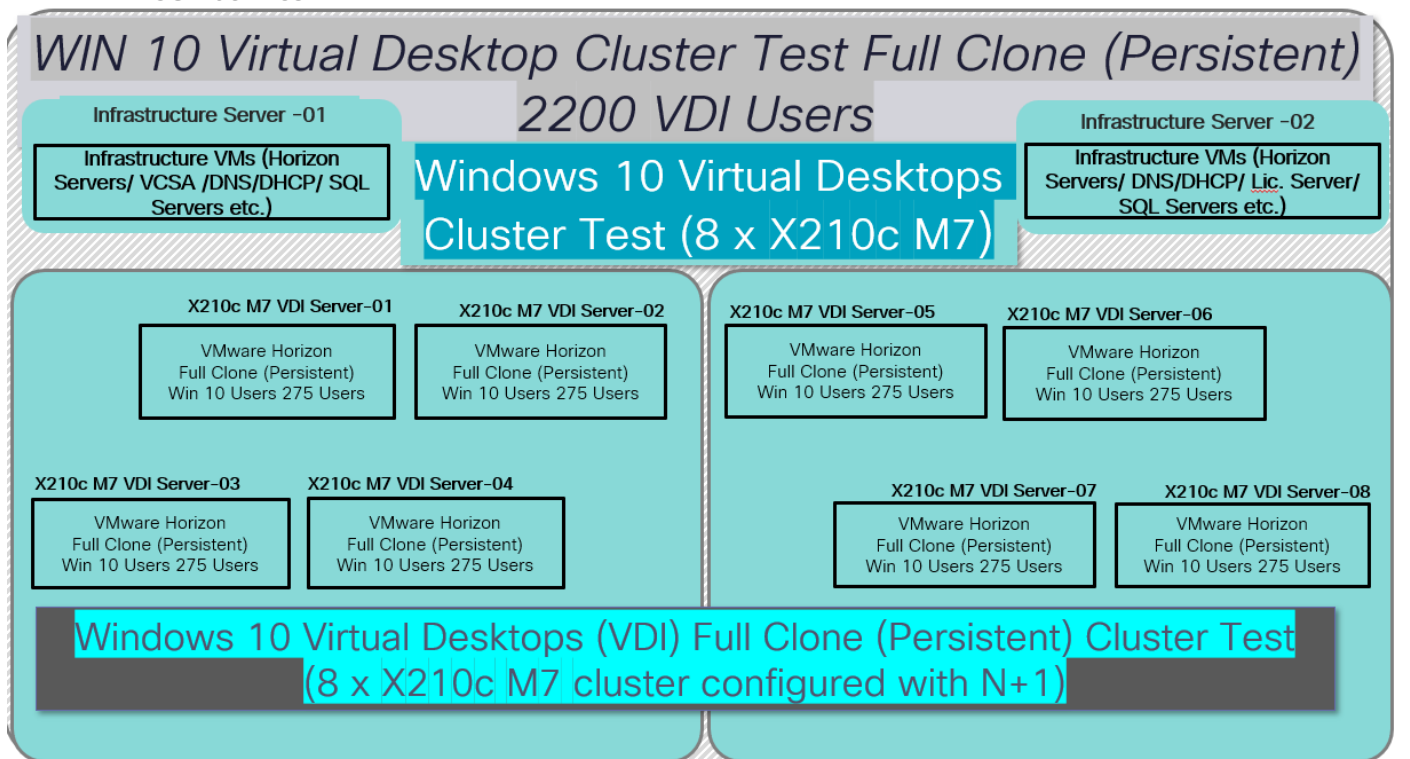 WIN 10 Virtual Desktop Cluster Test Full Clone (Persistent)
2200 VDI Users
Infrastructure Server -01
Infrastructure VMs (Horizon
Servers/ VCSA /DNS/DHCP/ SQL
Servers etc.)
Windows 10 Virtual Desktops
Cluster Test (8 x X210c M7)
Infrastructure Server -02
Infrastructure VMs (Horizon
Servers/ DNS/DHCP/ Lic. Server/
SQL Servers etc.)
X210c M7 VDI Server-01
VMware Horizon
Full Clone (Persistent)
Win 10 Users 275 Users
X210c M7 VDI Server-02
VMware Horizon
Full Clone (Persistent)
Win 10 Users 275 Users
X210c M7 VDI Server-05
VMware Horizon
Full Clone (Persistent)
Win 10 Users 275 Users
X210c M7 VDI Server-06
VMware Horizon
Full Clone (Persistent)
Win 10 Users 275 Users
X210c M7 VDI Server-03
VMware Horizon
Full Clone (Persistent)
Win 10 Users 275 Users
X210c M7 VDI Server-04
VMware Horizon
Full Clone (Persistent)
Win 10 Users 275 Users
X210c M7 VDI Server-07
VMware Horizon
Full Clone (Persistent)
Win 10 Users 275 Users
X210c M7 VDI Server-08
VMware Horizon
Full Clone (Persistent)
Win 10 Users 275 Users
Windows 10 Virtual Desktops (VDI) Full Clone (Persistent) Cluster Test
(8 x X210c M7 cluster configured with N+1)